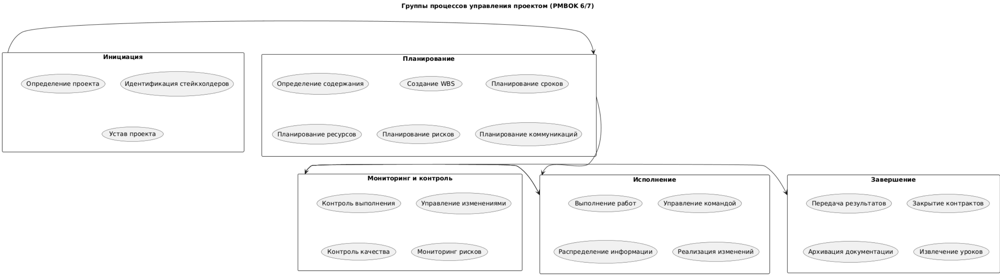 Группы процессов управления проектом (PMBOK 6/7)
Инициация
Определение проекта
Идентификация стейкхолдеров
Устав проекта
Планирование
Определение содержания
Создание WBS
Планирование сроков
Планирование ресурсов
Планирование рисков
Планирование коммуникаций
Мониторинг и контроль
Контроль выполнения
Управление изменениями
Контроль качества
Мониторинг рисков
Исполнение
Выполнение работ
Управление командой
Распределение информации
Реализация изменений
Завершение
Передача результатов
Закрытие контрактов
Архивация документации
Извлечение уроков